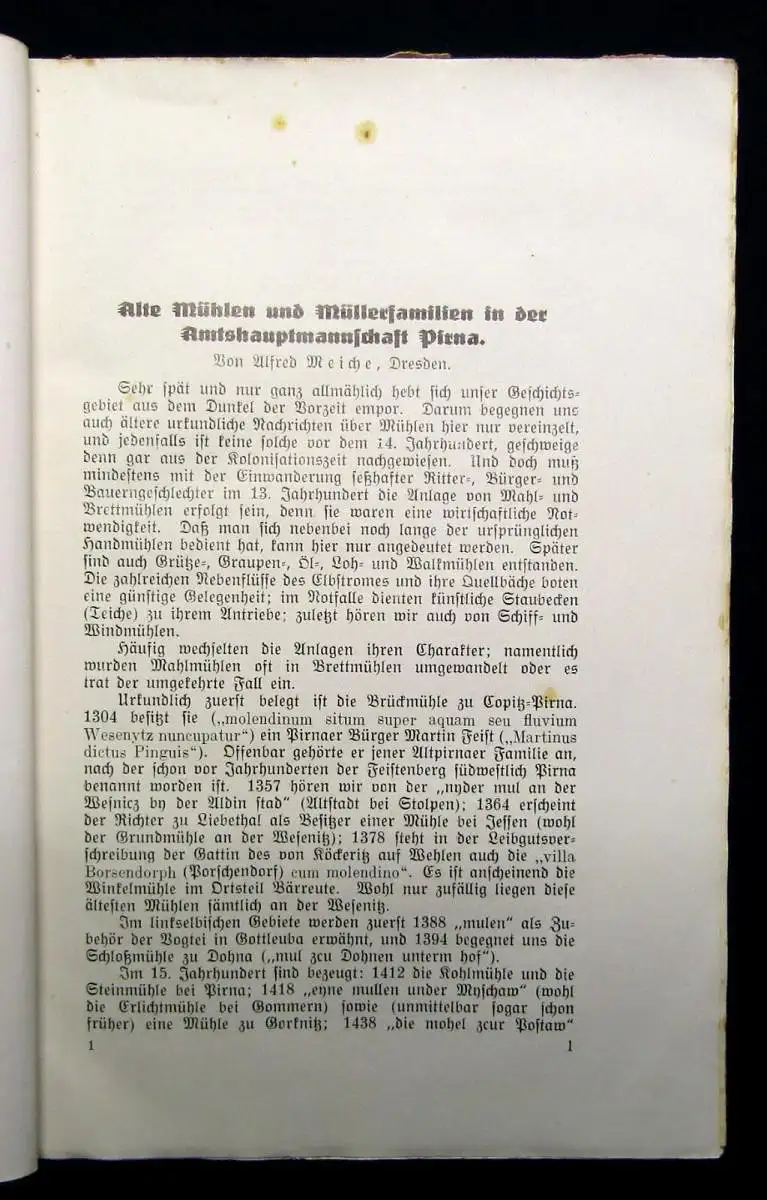 Alte Mühlen und Müllerfamilien in der
Amtshauptmannschaft Pirna.
Von Alfred Meiche, Dresden.
Sehr spät und nur ganz allmählich hebt sich unser Geschichts-
gebiet aus dem Dunkel der Vorzeit empor. Darum begegnen uns
auch ältere urkundliche Nachrichten über Mühlen hier nur vereinzelt,
und jedenfalls ist keine solche vor dem 14. Jahrhundert, geschweige
denn gar aus der Kolonisationszeit nachgewiesen. Und doch muß
mindestens mit der Einwanderung seßhafter Ritter-, Bürger- und
Bauerngeschlechter im 13. Jahrhundert die Anlage von Mahl- und
Brettmühlen erfolgt sein, denn sie waren eine wirtschaftliche Not-
wendigkeit. Daß man sich nebenbei noch lange der ursprünglichen
Handmühlen bedient hat, kann hier nur angedeutet werden. Später
sind auch Grütze-, Graupen-, Öl-, Loh- und Walkmühlen entstanden.
Die zahlreichen Nebenflüsse des Elbstromes und ihre Quellbäche boten
eine günstige Gelegenheit; im Notfalle dienten künstliche Staubecken
(Teiche) zu ihrem Antriebe; zuletzt hören wir auch von Schiff- und
Windmühlen.
Häufig wechselten die Anlagen ihren Charakter; namentlich
wurden Mahlmühlen oft in Brettmühlen umgewandelt oder es
trat der umgekehrte Fall ein.
Urkundlich zuerst belegt ist die Brückmühle zu Copitz-Pirna.
1304 besitzt sie („molendinum situm super aquam seu fluvium
Wesenytz nuncupatur“) ein Pirnaer Bürger Martin Feist („Martinus
dictus Pinguis“). Offenbar gehörte er jener Altpirnaer Familie an,
nach der schon vor Jahrhunderten der Feistenberg südwestlich Pirna
benannt worden ist. 1357 hören wir von der „nyder mul an der
Wesnicz by der Aldin stad“ (Altstadt bei Stolpen); 1364 erscheint
der Richter zu Liebethal als Besitzer einer Mühle bei Jessen (wohl
der Grundmühle an der Wesenitz); 1378 steht in der Leibgutsver-
schreibung der Gattin des von Köckeritz auf Wehlen auch die „villa
Borsendorph (Porschendorf) cum molendino“. Es ist anscheinend die
Winkelmühle im Ortsteil Bärreute. Wohl nur zufällig liegen diese
ältesten Mühlen sämtlich an der Wesenitz.
Im linkselbischen Gebiete werden zuerst 1388 „mulen“ als Zu-
behör der Vogtei in Gottleuba erwähnt, und 1394 begegnet uns die
Schloßmühle zu Dohna („mul zcu Dohnen unterm hof“).
Im 15. Jahrhundert sind bezeugt: 1412 die Kohlmühle und die
Steinmühle bei Pirna; 1418 „eyne mullen under Myschaw“ (wohl
die Erlichtmühle bei Gommern) sowie (unmittelbar sogar schon
früher) eine Mühle zu Gorknitz; 1438 „die mohel zcur Postaw“
1 1